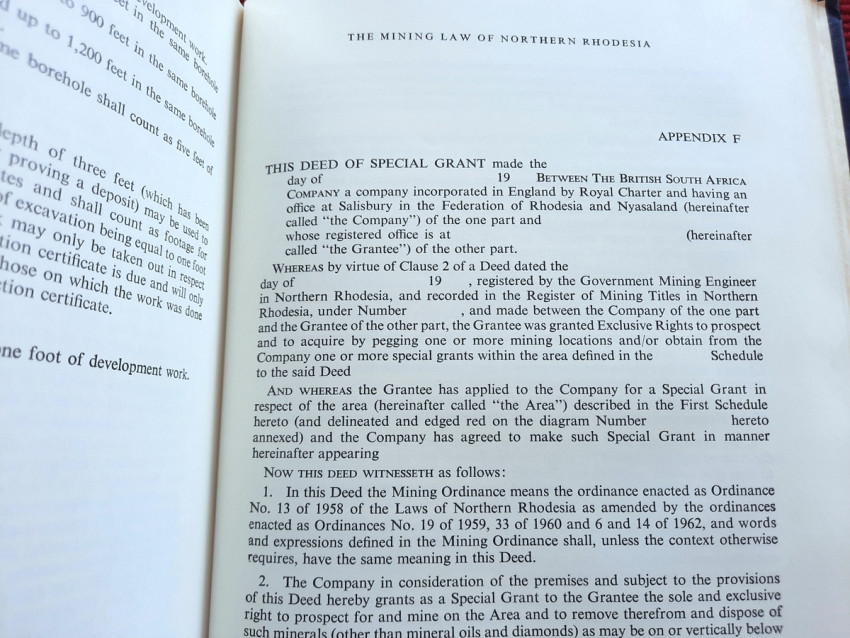 velopment work.
et in the same borehole
to 900 feet in the same borehole
d up to 1,200 feet in the same borehole
me borehole shall count as five feet of
depth of three feet (which has been
proving a deposit) may be used to
tes and shall count as footage for
of excavation being equal to one foot
may only be taken out in respect
tion certificate is due and will only
hose on which the work was done
ction certificate.
one foot of development work.
THE MINING LAW OF NORTHERN RHODESIA
APPENDIX F
THIS DEED OF SPECIAL GRANT made the
day of 19 BETWEEN THE BRITISH SOUTH AFRICA
COMPANY a company incorporated in England by Royal Charter and having an
office at Salisbury in the Federation of Rhodesia and Nyasaland (hereinafter
called “the Company”) of the one part and
whose registered office is at (hereinafter
called “the Grantee”) of the other part.
WHEREAS by virtue of Clause 2 of a Deed dated the
day of 19 , registered by the Government Mining Engineer
in Northern Rhodesia, and recorded in the Register of Mining Titles in Northern
Rhodesia, under Number , and made between the Company of the one part
and the Grantee of the other part, the Grantee was granted Exclusive Rights to prospect
and to acquire by pegging one or more mining locations and/or obtain from the
Company one or more special grants within the area defined in the Schedule
to the said Deed
AND WHEREAS the Grantee has applied to the Company for a Special Grant in
respect of the area (hereinafter called “the Area”) described in the First Schedule
hereto (and delineated and edged red on the diagram Number hereto
annexed) and the Company has agreed to make such Special Grant in manner
hereinafter appearing
NOW THIS DEED WITNESSETH as follows:
1. In this Deed the Mining Ordinance means the ordinance enacted as Ordinance
No. 13 of 1958 of the Laws of Northern Rhodesia as amended by the ordinances
enacted as Ordinances No. 19 of 1959, 33 of 1960 and 6 and 14 of 1962, and words
and expressions defined in the Mining Ordinance shall, unless the context otherwise
requires, have the same meaning in this Deed.
2. The Company in consideration of the premises and subject to the provisions
of this Deed hereby grants as a Special Grant to the Grantee the sole and exclusive
right to prospect for and mine on the Area and to remove therefrom and dispose of
such minerals (other than mineral oils and diamonds) as may be on or vertically below